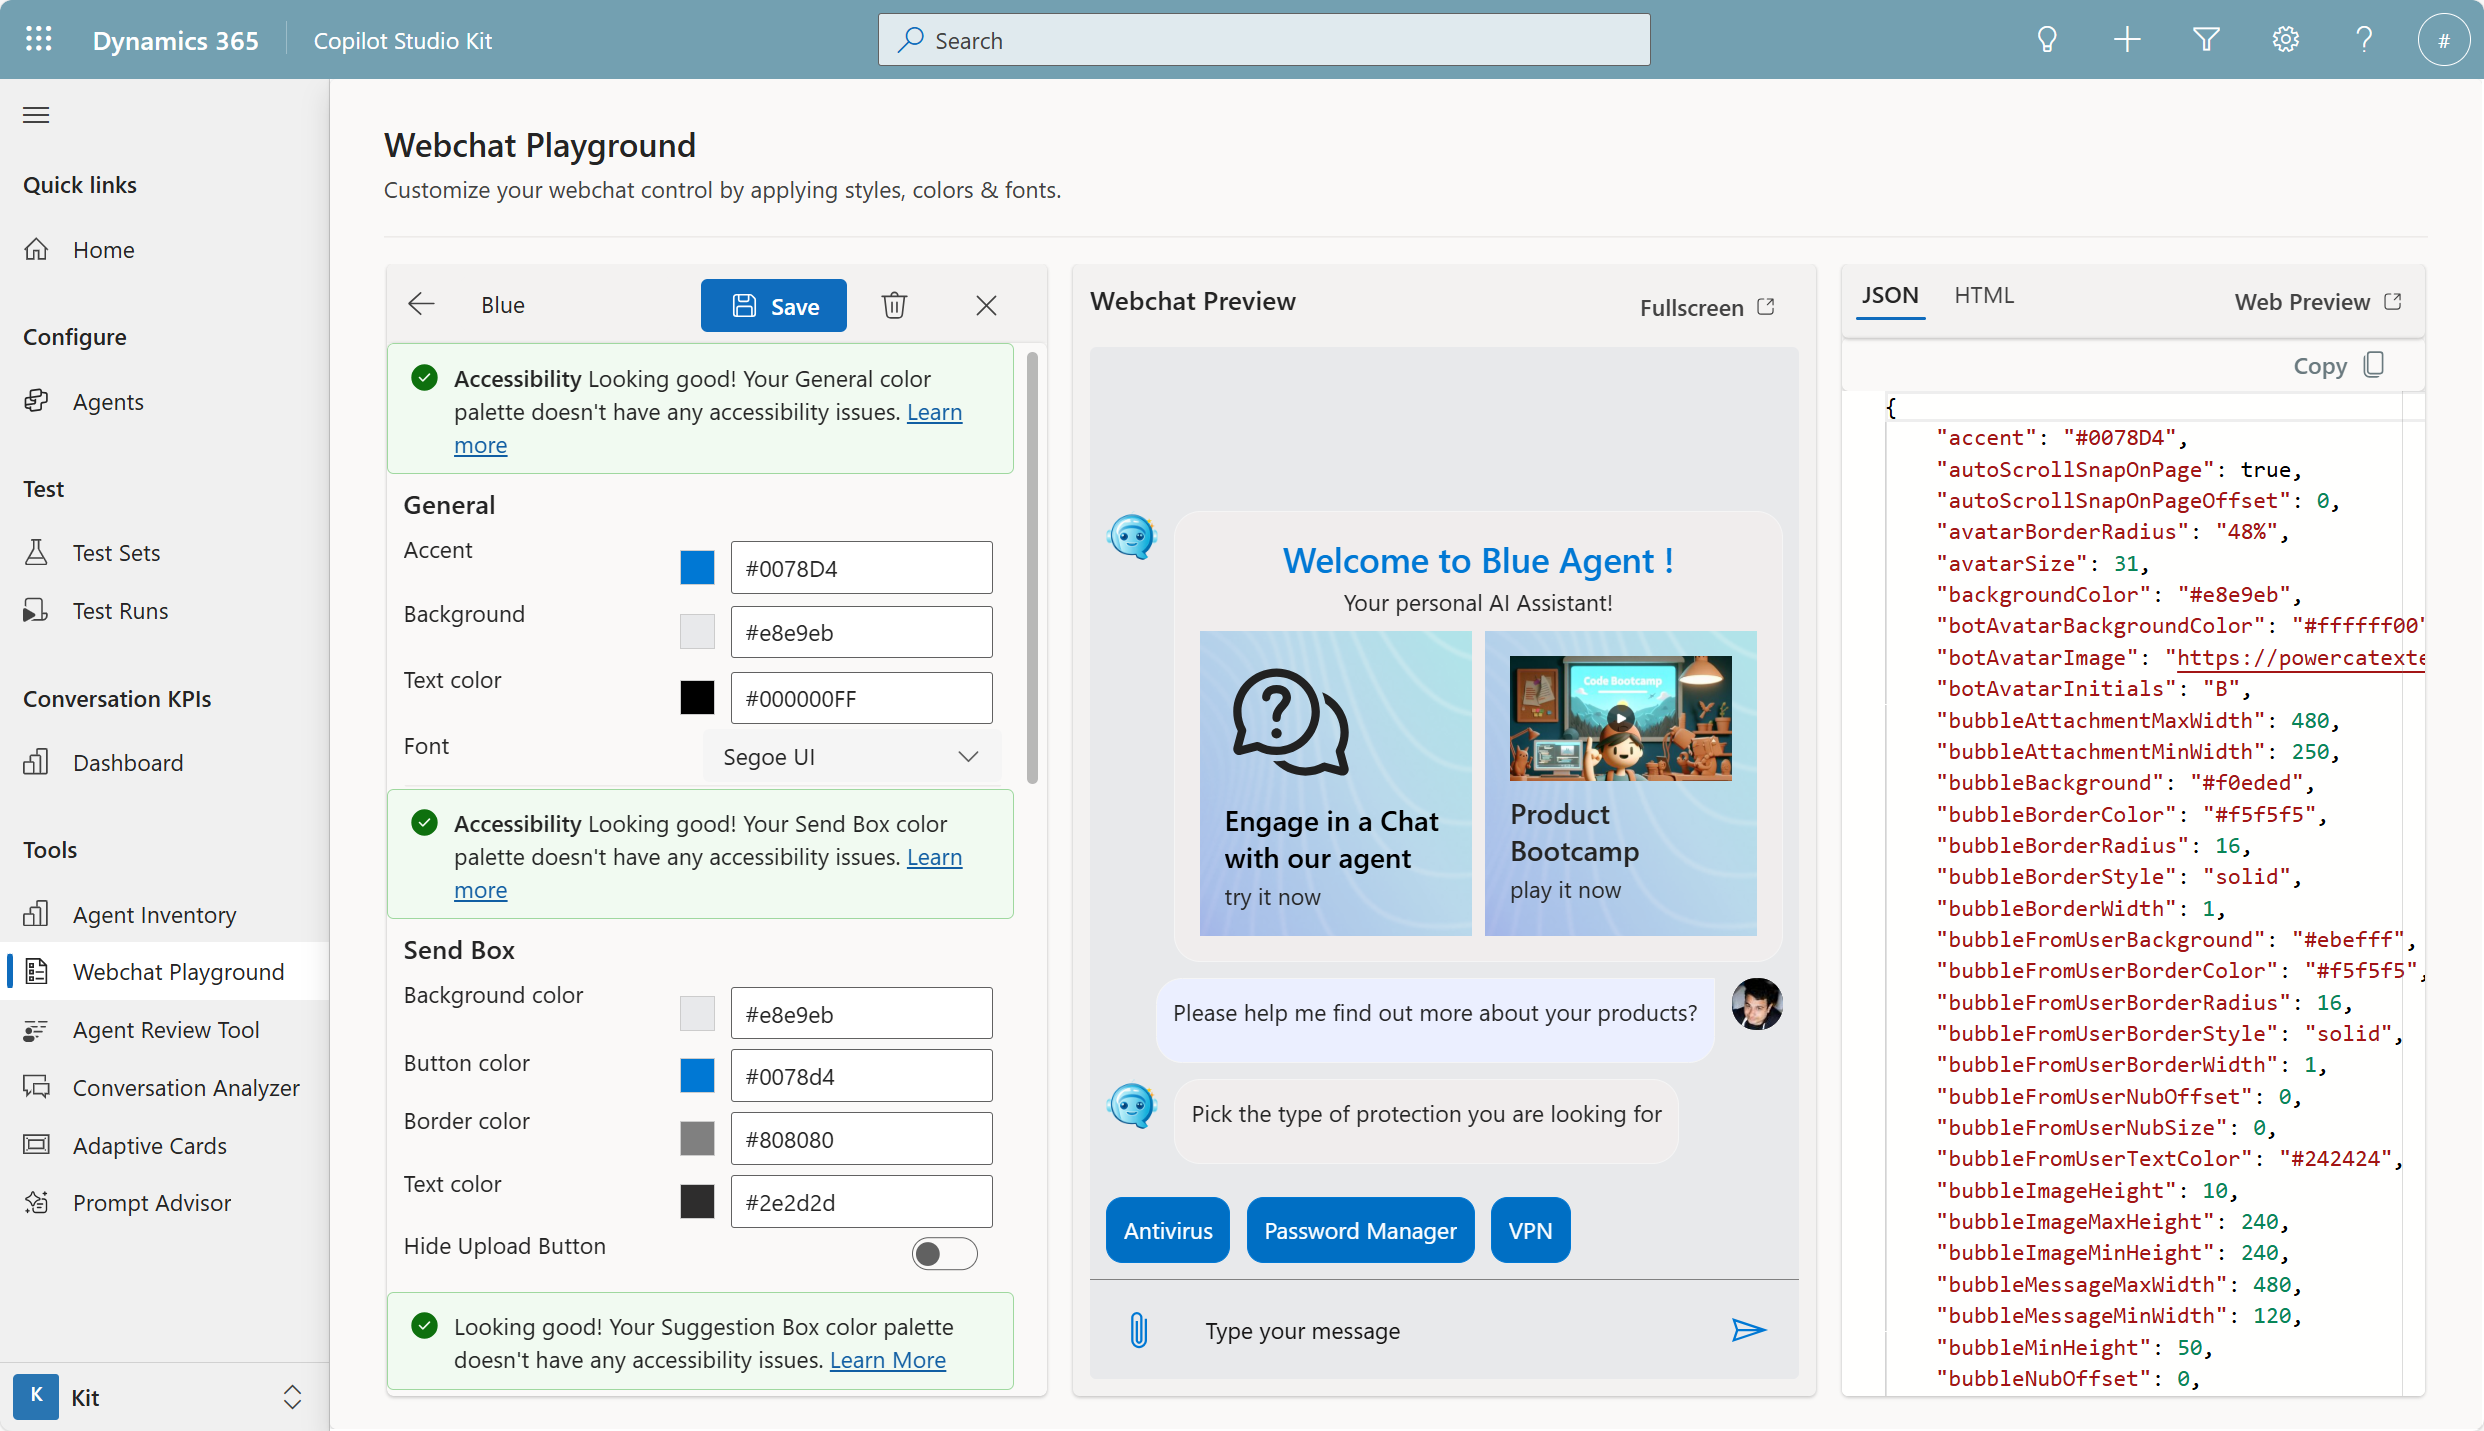 Dynamics 365
Copilot Studio Kit
Search
#
Quick links
Home
Configure
Agents
Test
Test Sets
Test Runs
Conversation KPIs
Dashboard
Tools
Agent Inventory
Webchat Playground
Agent Review Tool
Conversation Analyzer
Adaptive Cards
Prompt Advisor
K
Kit
Webchat Playground
Customize your webchat control by applying styles, colors & fonts.
Blue
Save
Accessibility Looking good! Your General color
palette doesn't have any accessibility issues. Learn
more
General
Accent
#0078D4
Background
#e8e9eb
Text color
#000000FF
Font
Segoe UI
Accessibility Looking good! Your Send Box color
palette doesn't have any accessibility issues. Learn
more
Send Box
Background color
#e8e9eb
Button color
#0078d4
Border color
#808080
Text color
#2e2d2d
Hide Upload Button
Looking good! Your Suggestion Box color palette
doesn't have any accessibility issues. Learn More
Webchat Preview
Fullscreen
Welcome to Blue Agent !
Your personal AI Assistant!
Engage in a Chat
with our agent
try it now
Code Bootcamp
Product
Bootcamp
play it now
Please help me find out more about your products?
Pick the type of protection you are looking for
Antivirus
Password Manager
VPN
Type your message
JSON
HTML
Web Preview
Copy
{
"accent": "#0078D4",
"autoScrollSnapOnPage": true,
"autoScrollSnapOnPageOffset": 0,
"avatarBorderRadius": "48%",
"avatarSize": 31,
"backgroundColor": "#e8e9eb",
"botAvatarBackgroundColor": "#ffffff00"
"botAvatarImage": "https://powercatexte
"botAvatarInitials": "B",
"bubbleAttachmentMaxWidth": 480,
"bubbleAttachmentMinWidth": 250,
"bubbleBackground": "#f0eded",
"bubbleBorderColor": "#f5f5f5",
"bubbleBorderRadius": 16,
"bubbleBorderStyle": "solid",
"bubbleBorderWidth": 1,
"bubbleFromUserBackground": "#ebefff",
"bubbleFromUserBorderColor": "#f5f5f5",
"bubbleFromUserBorderRadius": 16,
"bubbleFromUserBorderStyle": "solid",
"bubbleFromUserBorderWidth": 1,
"bubbleFromUserNubOffset": 0,
"bubbleFromUserNubSize": 0,
"bubbleFromUserTextColor": "#242424",
"bubbleImageHeight": 10,
"bubbleImageMaxHeight": 240,
"bubbleImageMinHeight": 240,
"bubbleMessageMaxWidth": 480,
"bubbleMessageMinWidth": 120,
"bubbleMinHeight": 50,
"bubbleNubOffset": 0,